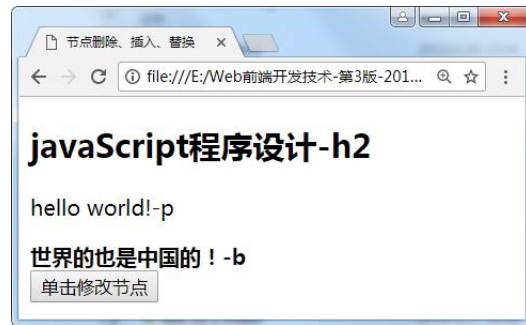 节点删除、插入、替换
file:///E:/Web前端开发技术-第3版-201...
javaScript程序设计-h2
hello world!-p
世界的也是中国的！-b
单击修改节点